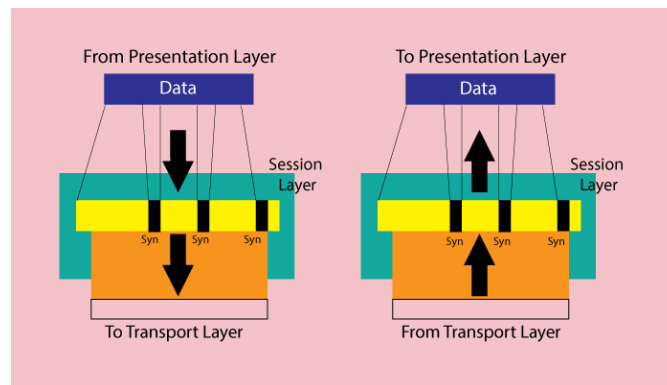 From Presentation Layer
Data
Session
Layer
Syn Syn Syn
To Transport Layer
To Presentation Layer
Data
Session
Layer
Syn Syn Syn
From Transport Layer